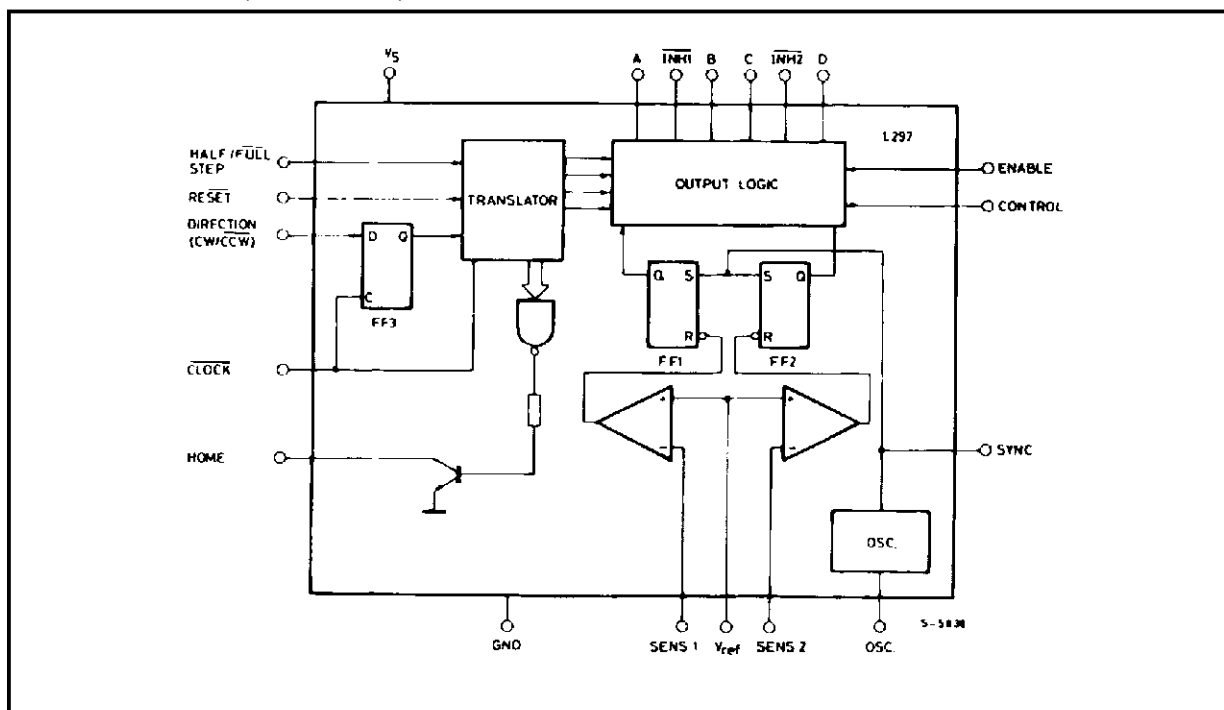 VS
A INH1 B C INH2 D
L297
HALF/FULL
STEP
RESET
DIRECTION
(CW/CCW)
TRANSLATOR
OUTPUT LOGIC
ENABLE
CONTROL
D Q
C
FF3
Q S
R
FF1
S Q
R
FF2
CLOCK
+ +
- -
HOME
SYNC
OSC.
GND
SENS 1
Vref
SENS 2
OSC.
S-5838